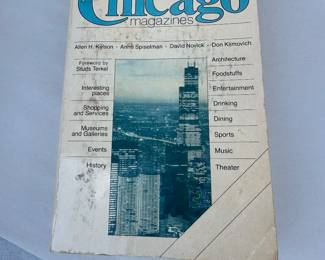 Chicago
magazines
Allen H. Kelson • Anne Spiselman • David Novick • Don Klimovich
Foreword by
Studs Terkel
Interesting
places
Shopping
and Services
Museums
and Galleries
Events
History
Architecture
Foodstuffs
Entertainment
Drinking
Dining
Sports
Music
Theater